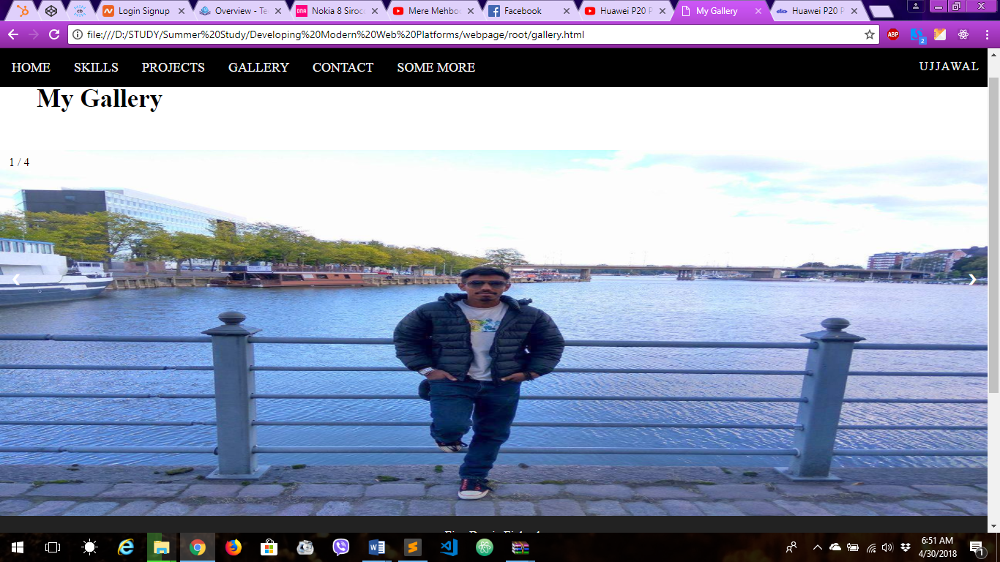 Login Signup
Overview - Te
Nokia 8 Siroc
Mere Mehbo
Facebook
Huawei P20 P
My Gallery
Huawei P20 P
file:///D:/STUDY/Summer%20Study/Developing%20Modern%20Web%20Platforms/webpage/root/gallery.html
ABP
2
HOME SKILLS PROJECTS GALLERY CONTACT SOME MORE UJJAWAL
My Gallery
1 / 4
6:51 AM
4/30/2018
1